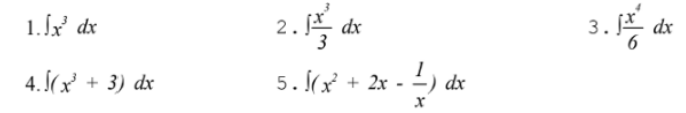 1. ∫x³ dx 2. ∫x³/3 dx 3. ∫x⁴/6 dx
4. ∫(x³ + 3) dx 5. ∫(x² + 2x - 1/x) dx